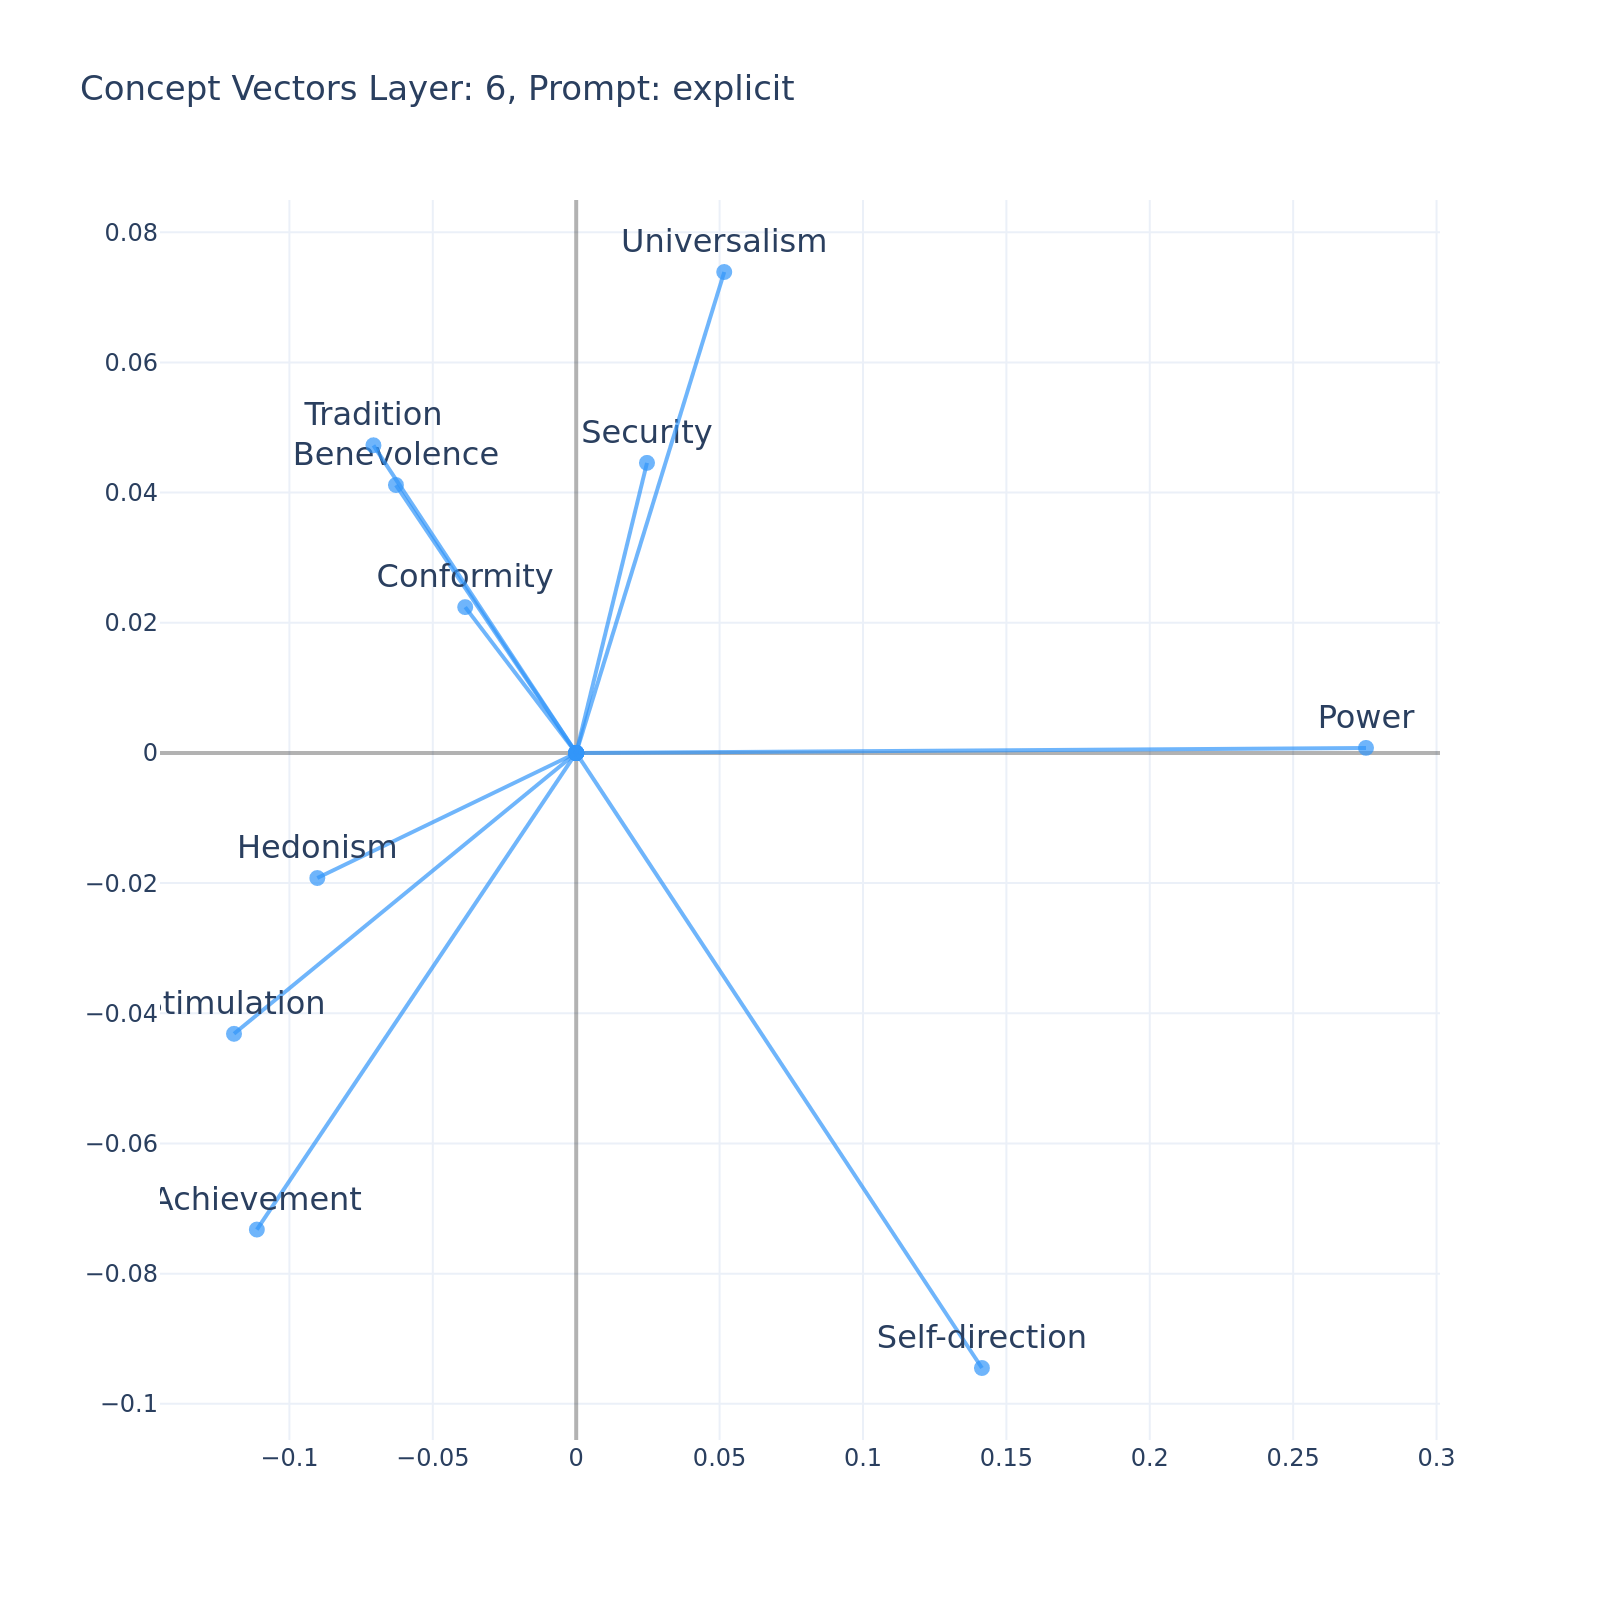 Concept Vectors Layer: 6, Prompt: explicit
0.08
Universalism
0.06
Tradition
Security
Benevolence
0.04
Conformity
0.02
Power
0
Hedonism
−0.02
timulation
−0.04
−0.06
Achievement
−0.08
Self-direction
−0.1
−0.1 −0.05 0 0.05 0.1 0.15 0.2 0.25 0.3